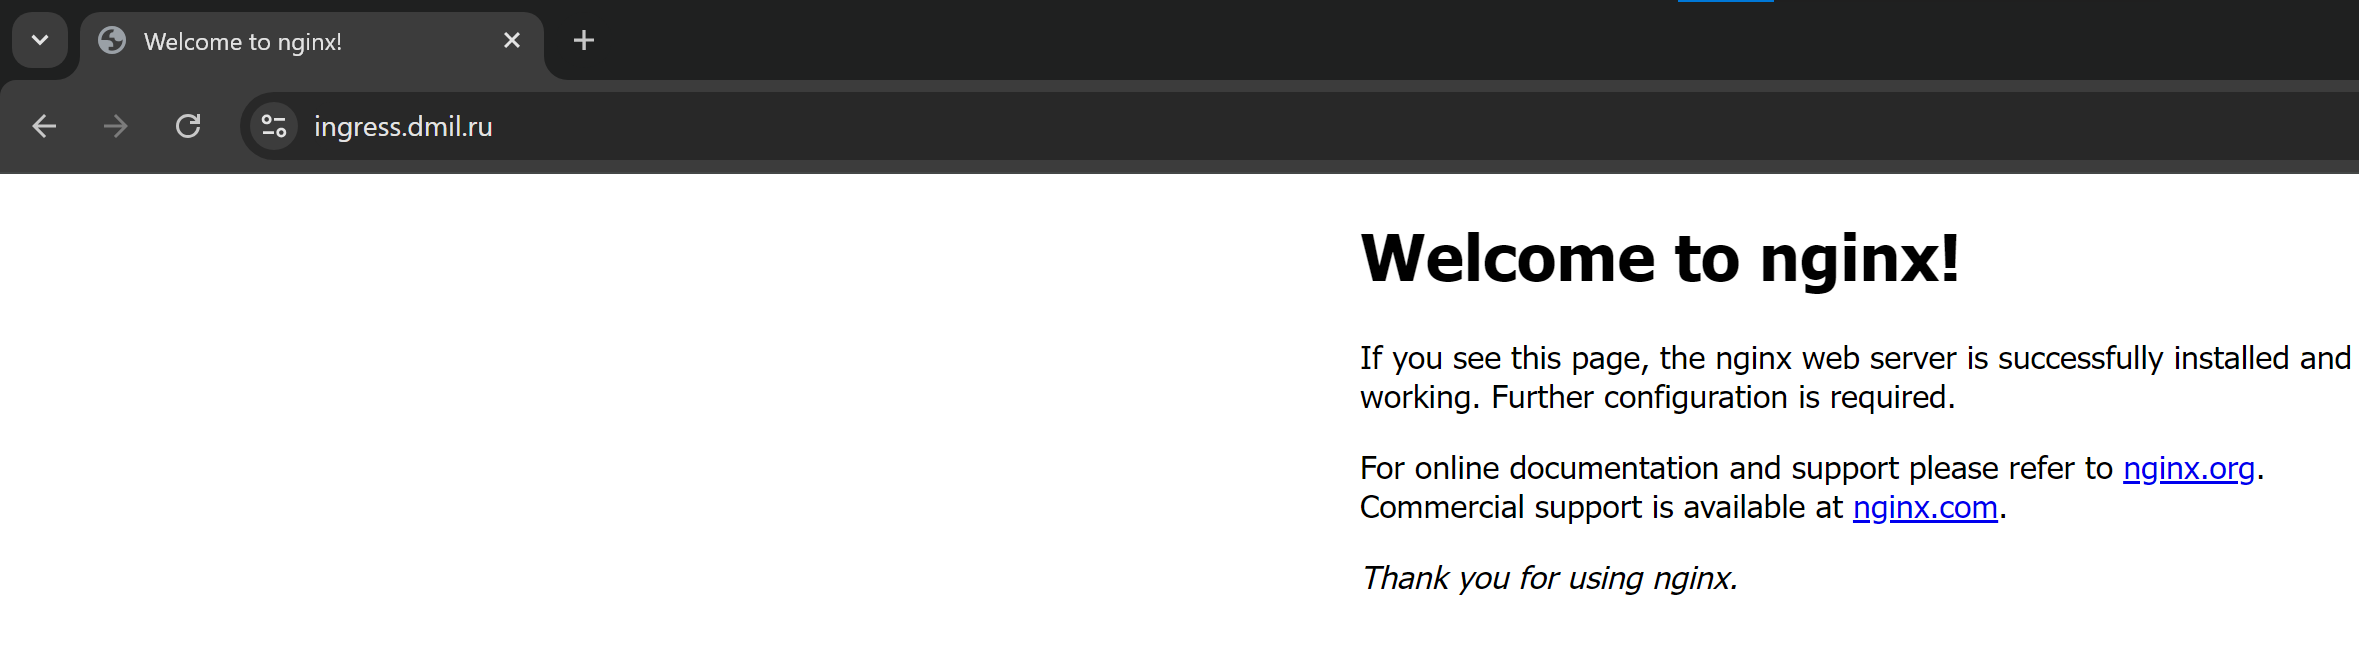 Welcome to nginx!
ingress.dmil.ru
Welcome to nginx!
If you see this page, the nginx web server is successfully installed and
working. Further configuration is required.
For online documentation and support please refer to nginx.org.
Commercial support is available at nginx.com.
Thank you for using nginx.